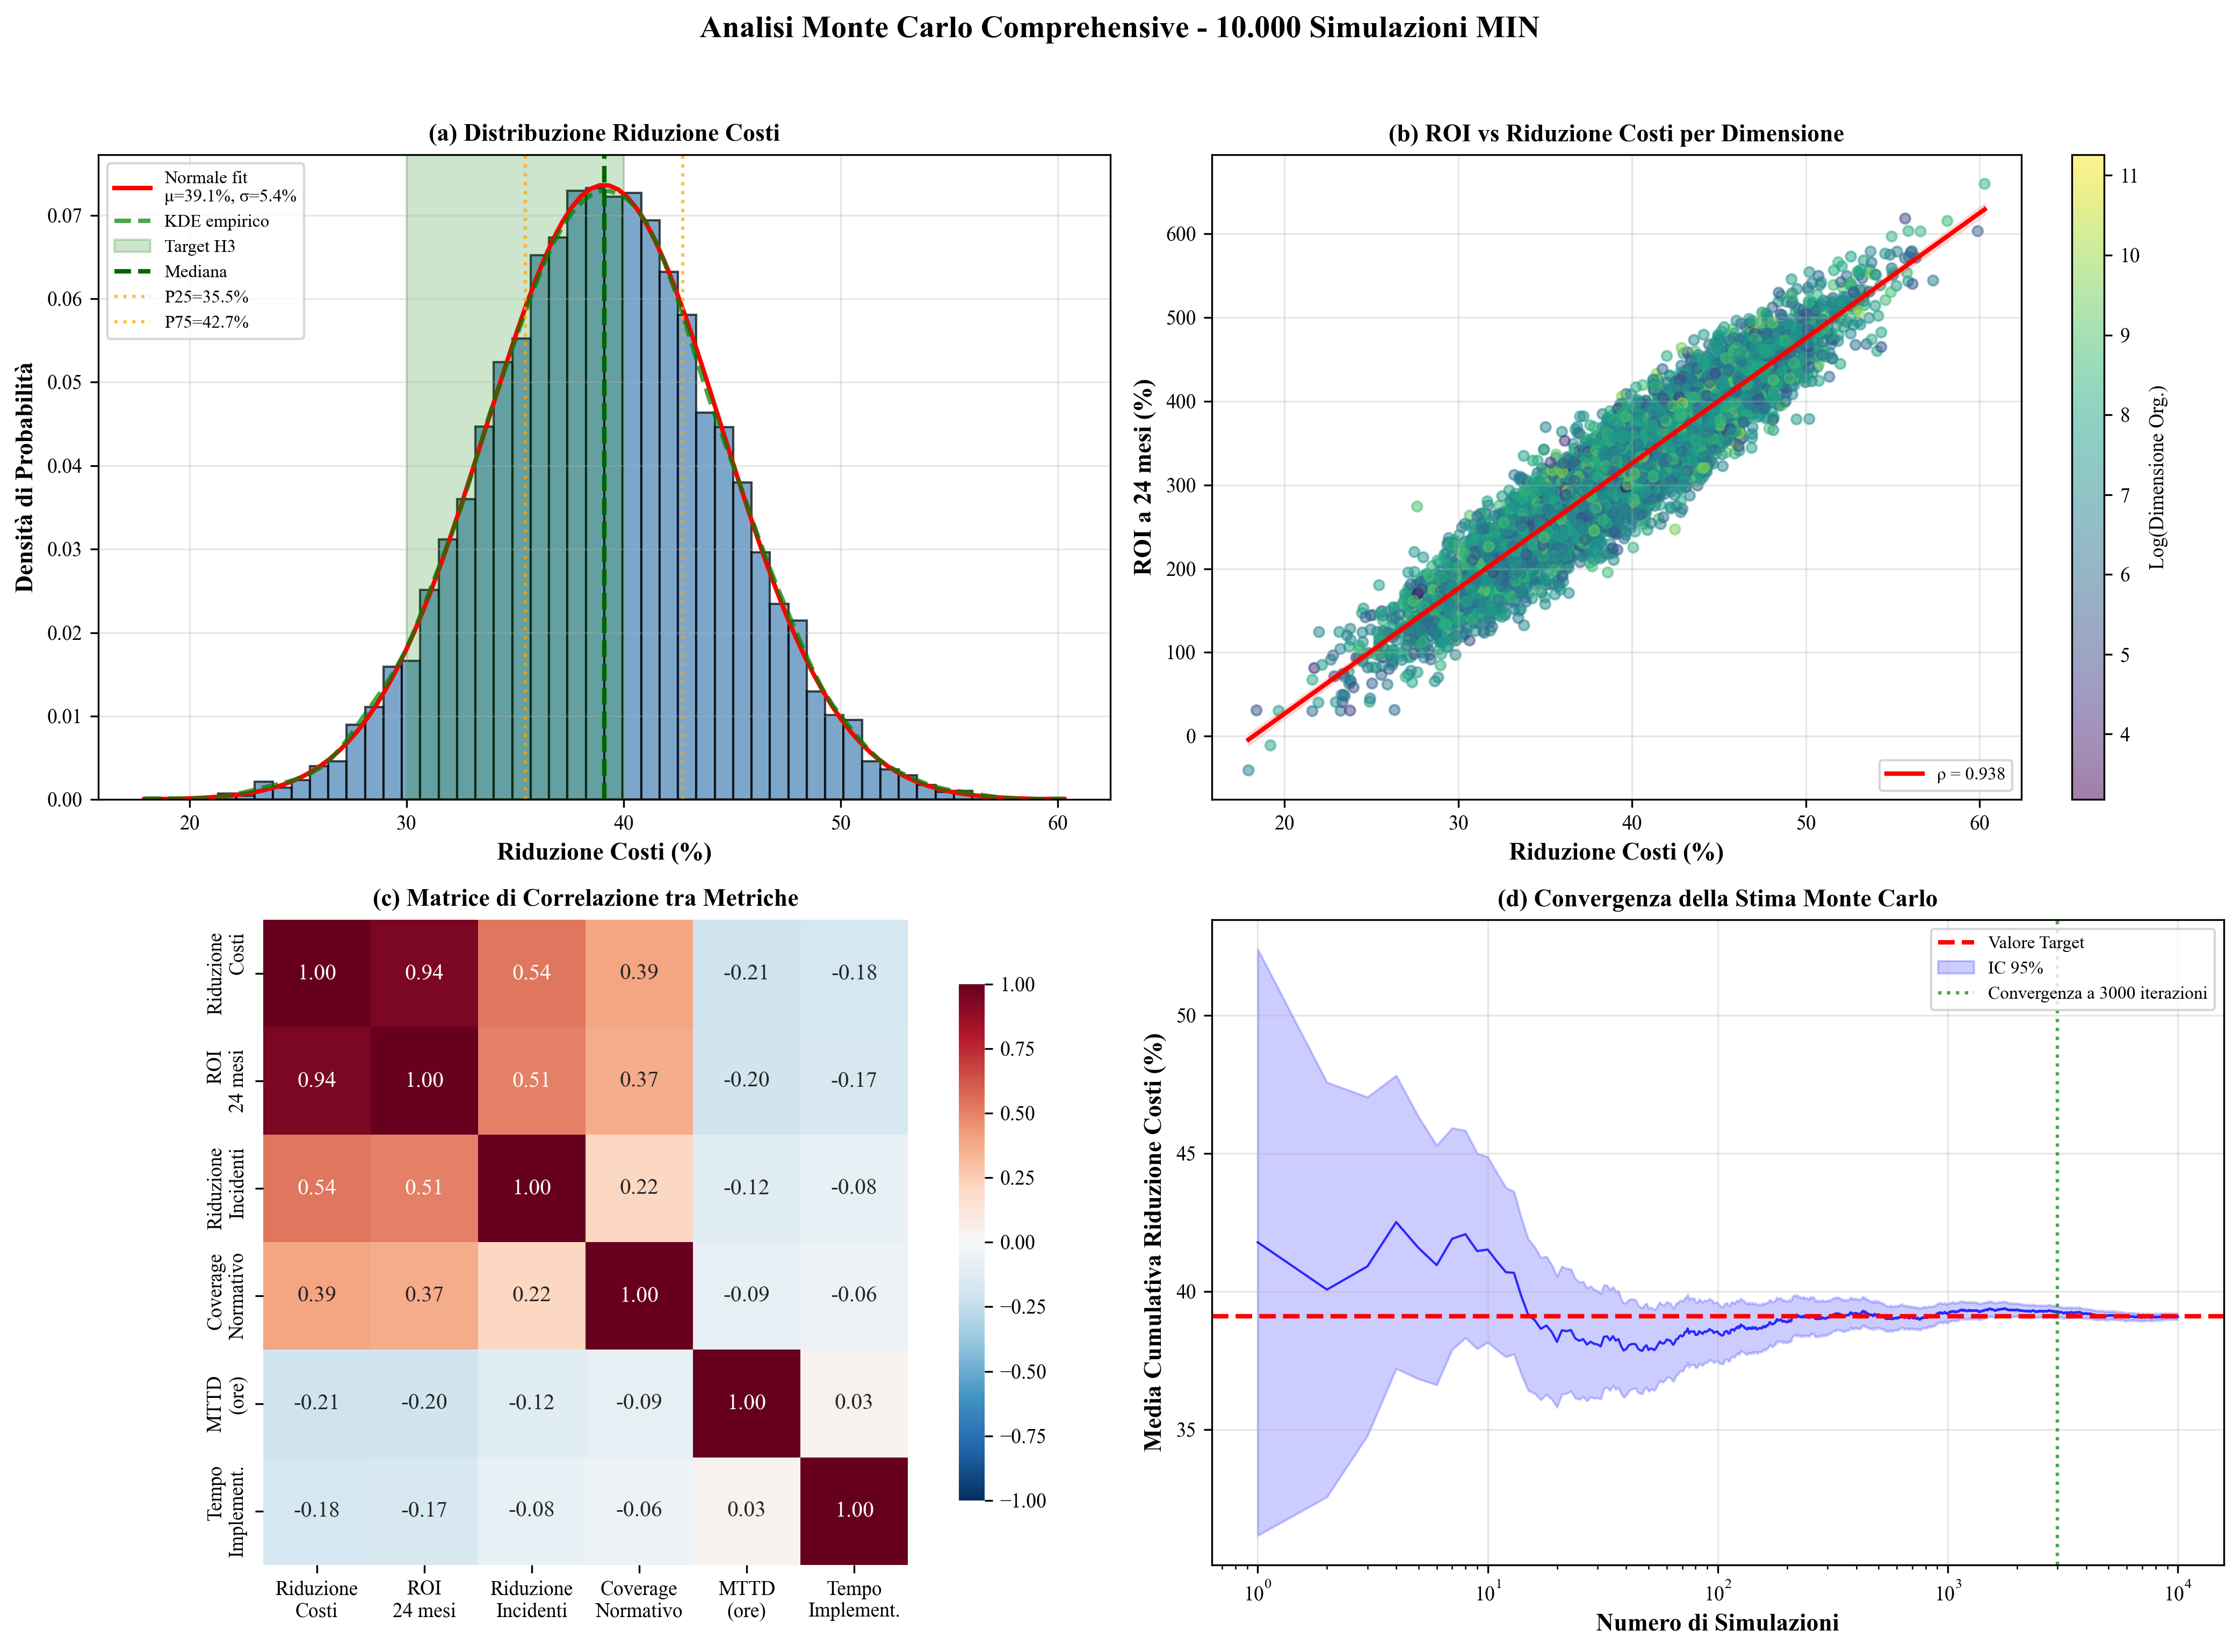 Analisi Monte Carlo Comprehensive - 10.000 Simulazioni MIN
(a) Distribuzione Riduzione Costi
Normale fit
μ=39.1%, σ=5.4%
KDE empirico
Target H3
Mediana
P25=35.5%
P75=42.7%
Densità di Probabilità
0.07
0.06
0.05
0.04
0.03
0.02
0.01
0.00
20
30
40
50
60
Riduzione Costi (%)
(b) ROI vs Riduzione Costi per Dimensione
ROI a 24 mesi (%)
600
500
400
300
200
100
0
20
30
40
50
60
Riduzione Costi (%)
ρ = 0.938
11
10
9
8
7
6
5
4
Log(Dimensione Org.)
(c) Matrice di Correlazione tra Metriche
Riduzione
Costi
1.00 0.94 0.54 0.39 -0.21 -0.18
ROI
24 mesi
0.94 1.00 0.51 0.37 -0.20 -0.17
Riduzione
Incidenti
0.54 0.51 1.00 0.22 -0.12 -0.08
Coverage
Normativo
0.39 0.37 0.22 1.00 -0.09 -0.06
MTTD
(ore)
-0.21 -0.20 -0.12 -0.09 1.00 0.03
Tempo
Implement.
-0.18 -0.17 -0.08 -0.06 0.03 1.00
Riduzione
Costi
ROI
24 mesi
Riduzione
Incidenti
Coverage
Normativo
MTTD
(ore)
Tempo
Implement.
1.00
0.75
0.50
0.25
0.00
−0.25
−0.50
−0.75
−1.00
(d) Convergenza della Stima Monte Carlo
Valore Target
IC 95%
Convergenza a 3000 iterazioni
Media Cumulativa Riduzione Costi (%)
50
45
40
35
10⁰
10¹
10²
10³
10⁴
Numero di Simulazioni